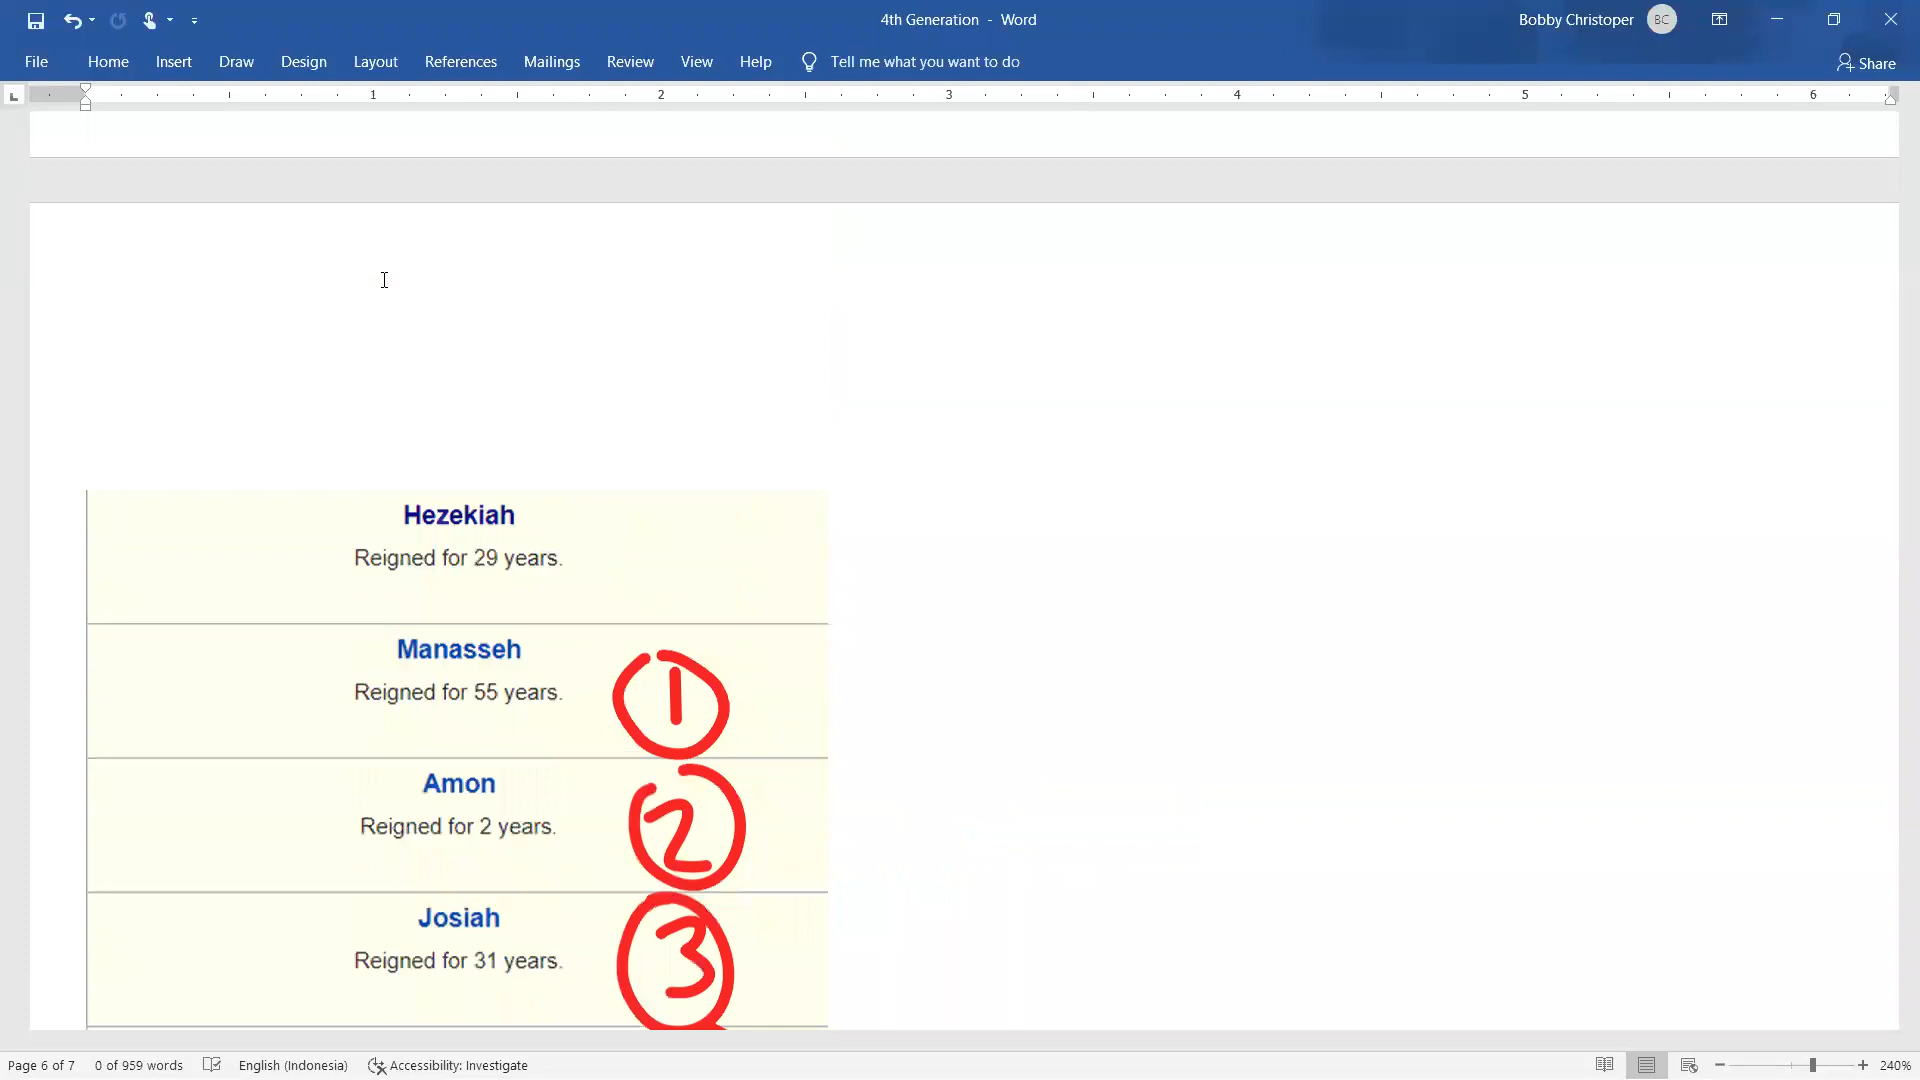 4th Generation - Word
Bobby Christoper BC
File Home Insert Draw Design Layout References Mailings Review View Help Tell me what you want to do Share
1 2 3 4 5 6
Hezekiah
Reigned for 29 years.
Manasseh
Reigned for 55 years.
1
Amon
Reigned for 2 years.
2
Josiah
Reigned for 31 years.
3
Page 6 of 7 0 of 959 words English (Indonesia) Accessibility: Investigate 240%